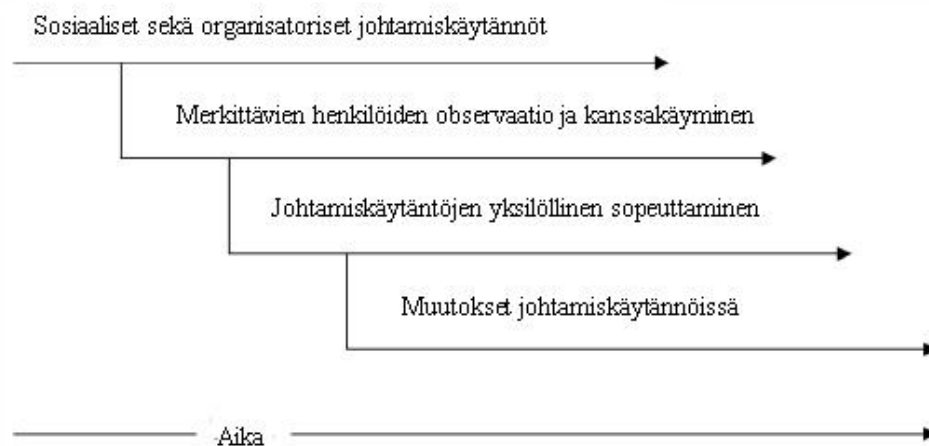 Sosiaaliset sekä organisatoriset johtamiskäytännöt
Merkittävien henkilöiden observaatio ja kanssakäyminen
Johtamiskäytäntöjen yksilöllinen sopeuttaminen
Muutokset johtamiskäytännöissä
Aika